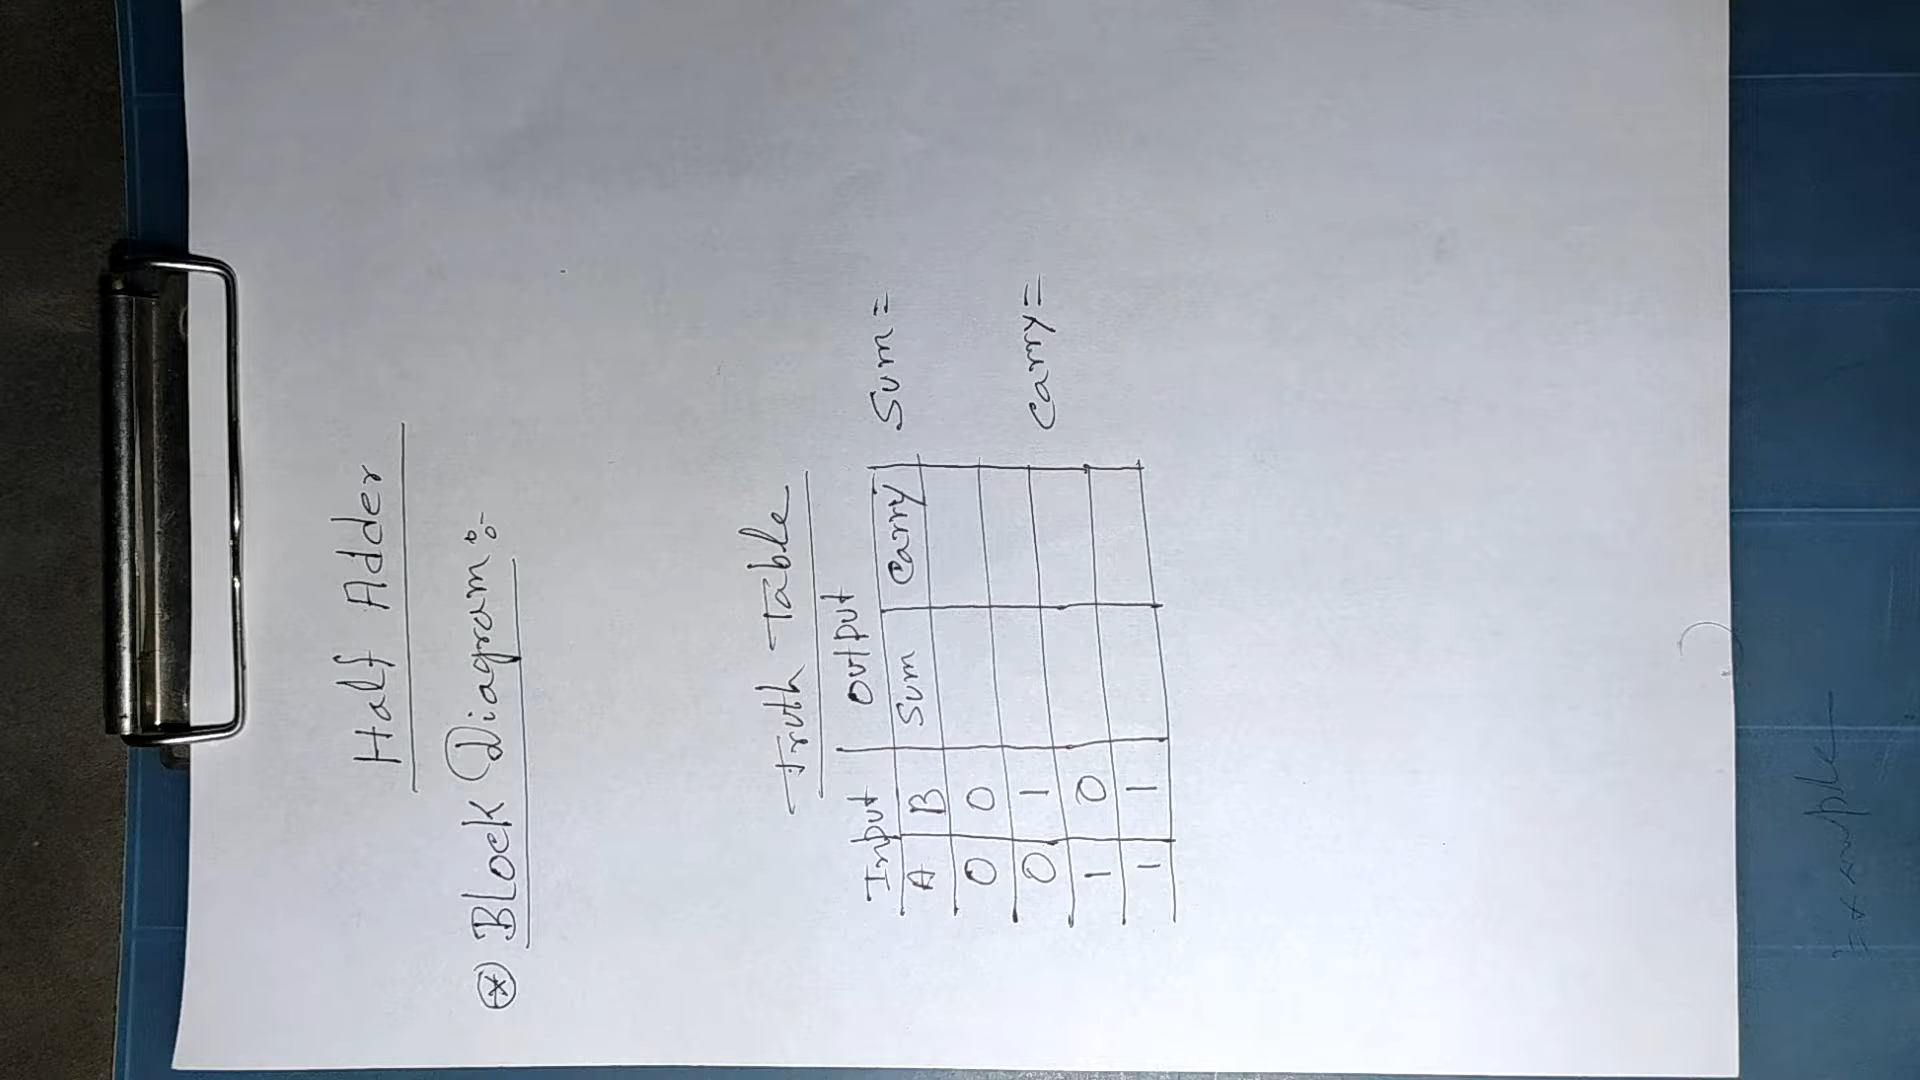 Half Adder
* Block Diagram:-
Truth Table
Input Output
A B Sum Carry Sum =
0 0
0 1 Carry =
1 0
1 1
Example